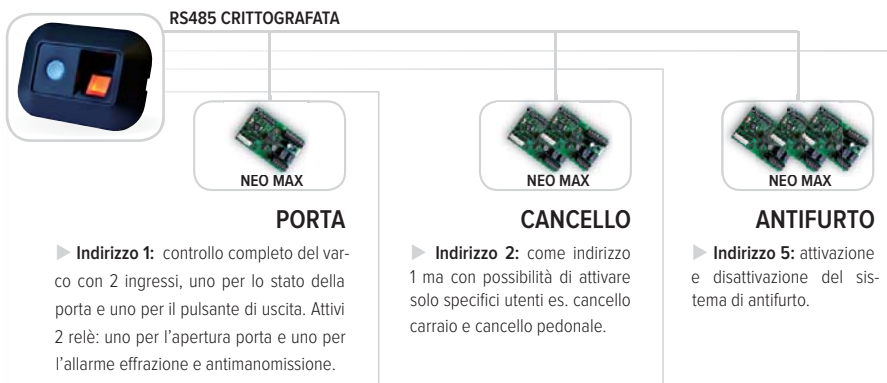 RS485 CRITTOGRAFATA
NEO MAX
PORTA
▶ Indirizzo 1: controllo completo del var-
co con 2 ingressi, uno per lo stato della
porta e uno per il pulsante di uscita. Attivi
2 relè: uno per l'apertura porta e uno per
l'allarme effrazione e antimanomissione.
NEO MAX
CANCELLO
▶ Indirizzo 2: come indirizzo
1 ma con possibilità di attivare
solo specifici utenti es. cancello
carraio e cancello pedonale.
NEO MAX
ANTIFURTO
▶ Indirizzo 5: attivazione
e disattivazione del sis-
tema di antifurto.